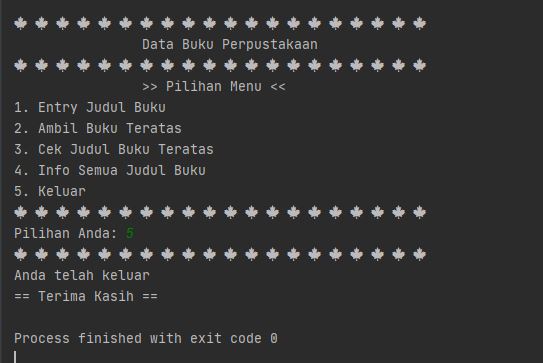 🍁 🍁 🍁 🍁 🍁 🍁 🍁 🍁 🍁 🍁 🍁 🍁 🍁 🍁 🍁 🍁 🍁 🍁 🍁 🍁
Data Buku Perpustakaan
🍁 🍁 🍁 🍁 🍁 🍁 🍁 🍁 🍁 🍁 🍁 🍁 🍁 🍁 🍁 🍁 🍁 🍁 🍁 🍁
>> Pilihan Menu <<
1. Entry Judul Buku
2. Ambil Buku Teratas
3. Cek Judul Buku Teratas
4. Info Semua Judul Buku
5. Keluar
🍁 🍁 🍁 🍁 🍁 🍁 🍁 🍁 🍁 🍁 🍁 🍁 🍁 🍁 🍁 🍁 🍁 🍁 🍁 🍁
Pilihan Anda: 5
🍁 🍁 🍁 🍁 🍁 🍁 🍁 🍁 🍁 🍁 🍁 🍁 🍁 🍁 🍁 🍁 🍁 🍁 🍁 🍁
Anda telah keluar
== Terima Kasih ==
Process finished with exit code 0